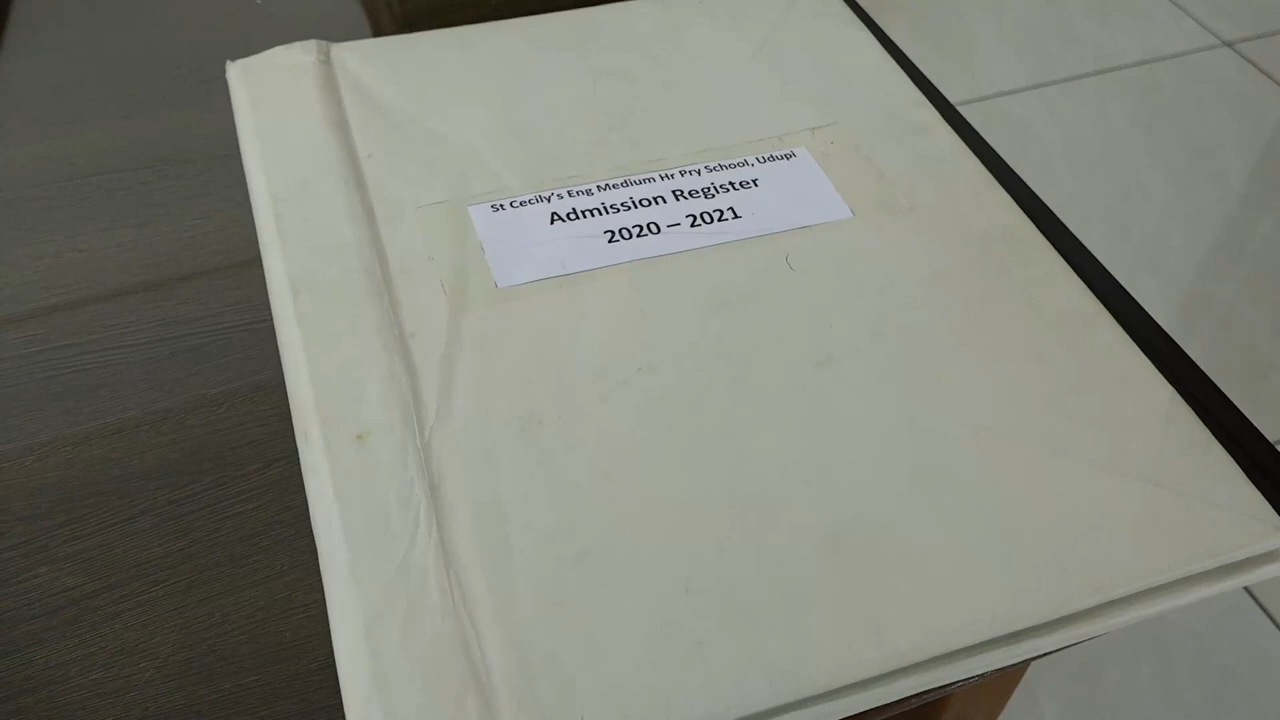 St Cecily's Eng Medium Hr Pry School, Udupi
Admission Register
2020 – 2021